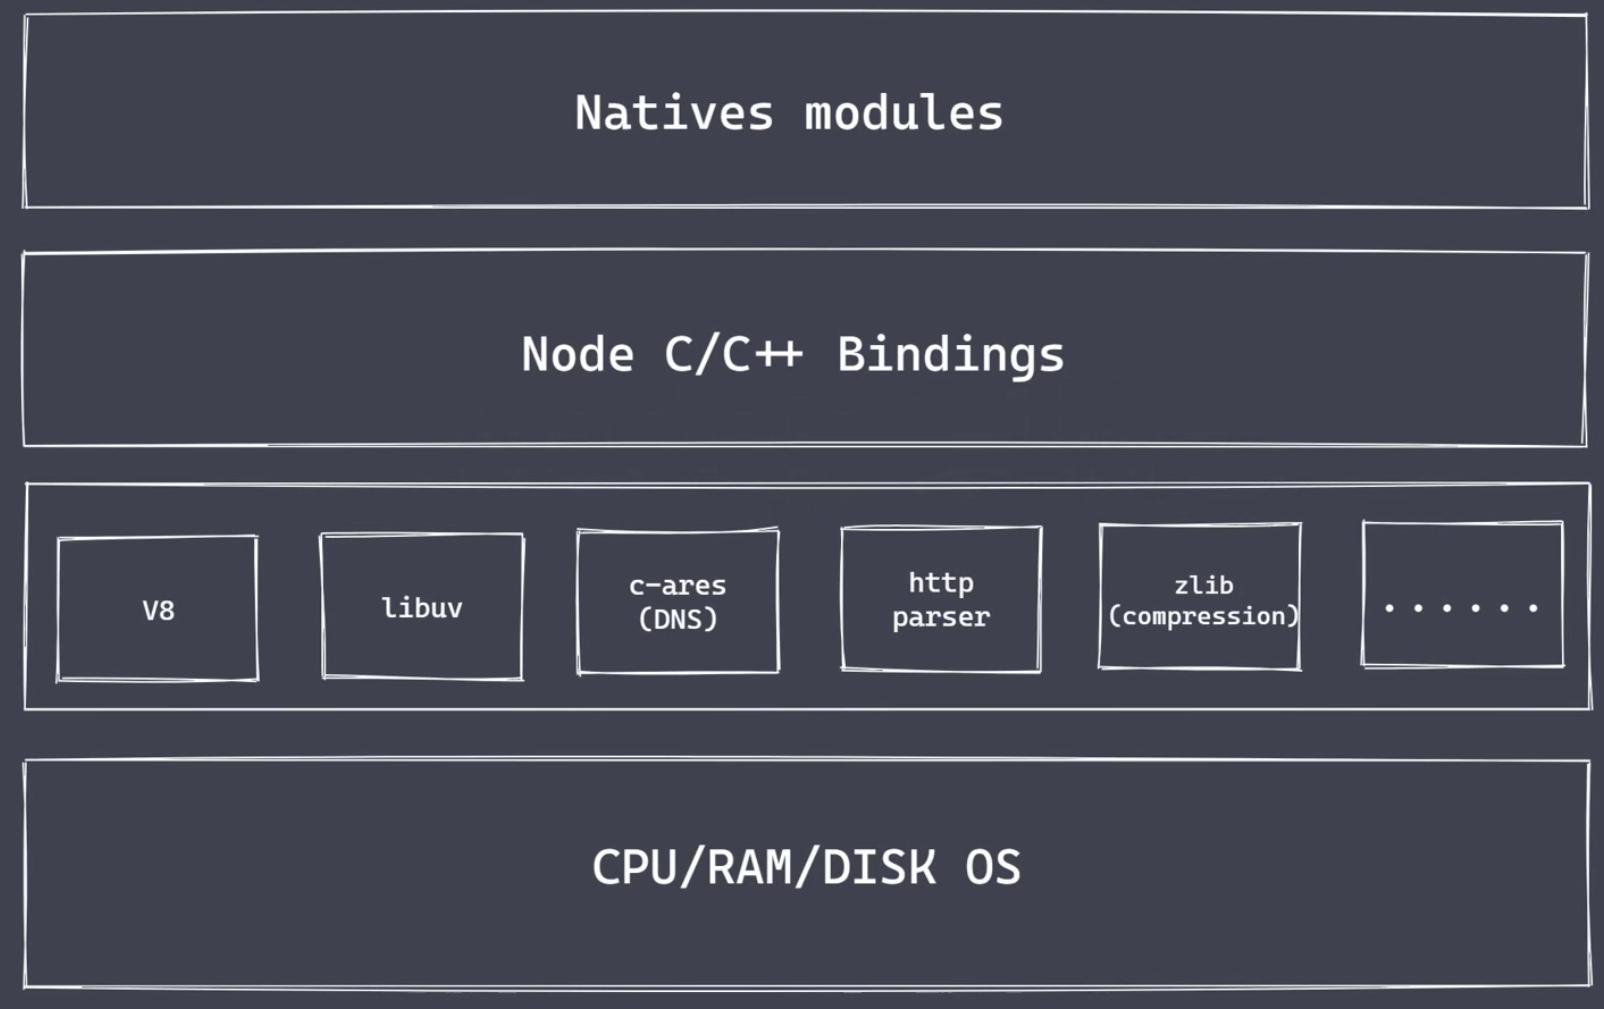 Natives modules
Node C/C++ Bindings
V8
libuv
c-ares
(DNS)
http
parser
zlib
(compression)
......
CPU/RAM/DISK OS